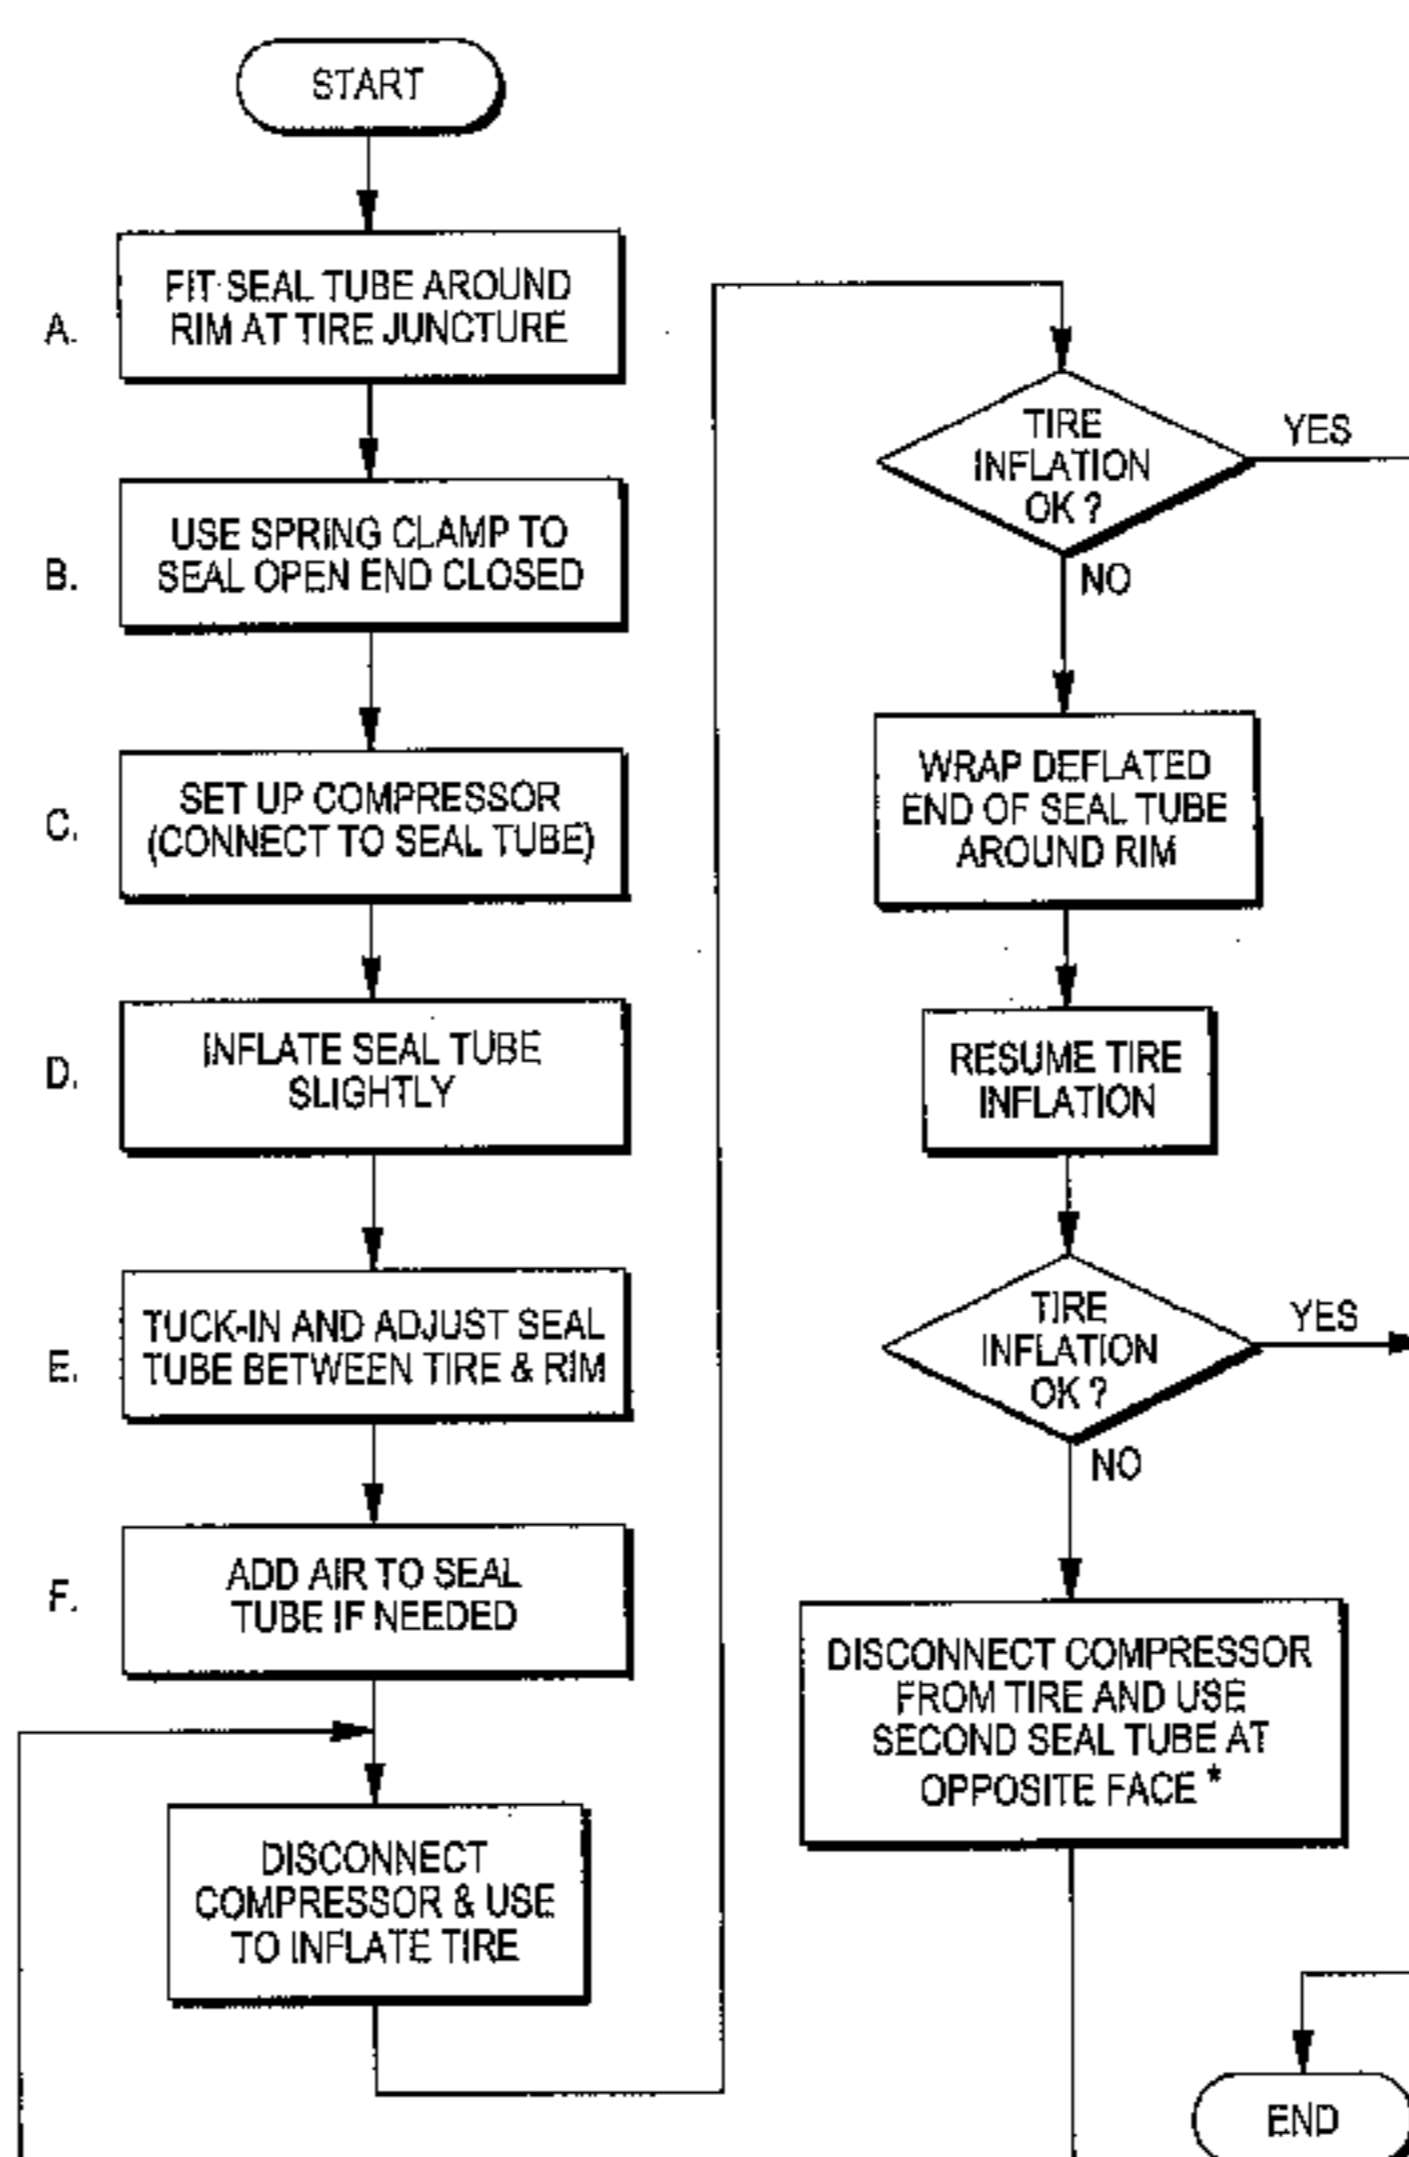 START
A.
FIT SEAL TUBE AROUND
RIM AT TIRE JUNCTURE
B.
USE SPRING CLAMP TO
SEAL OPEN END CLOSED
C.
SET UP COMPRESSOR
(CONNECT TO SEAL TUBE)
D.
INFLATE SEAL TUBE
SLIGHTLY
E.
TUCK-IN AND ADJUST SEAL
TUBE BETWEEN TIRE & RIM
F.
ADD AIR TO SEAL
TUBE IF NEEDED
DISCONNECT
COMPRESSOR & USE
TO INFLATE TIRE
TIRE
INFLATION
OK ?
YES
NO
WRAP DEFLATED
END OF SEAL TUBE
AROUND RIM
RESUME TIRE
INFLATION
TIRE
INFLATION
OK ?
YES
NO
DISCONNECT COMPRESSOR
FROM TIRE AND USE
SECOND SEAL TUBE AT
OPPOSITE FACE *
END